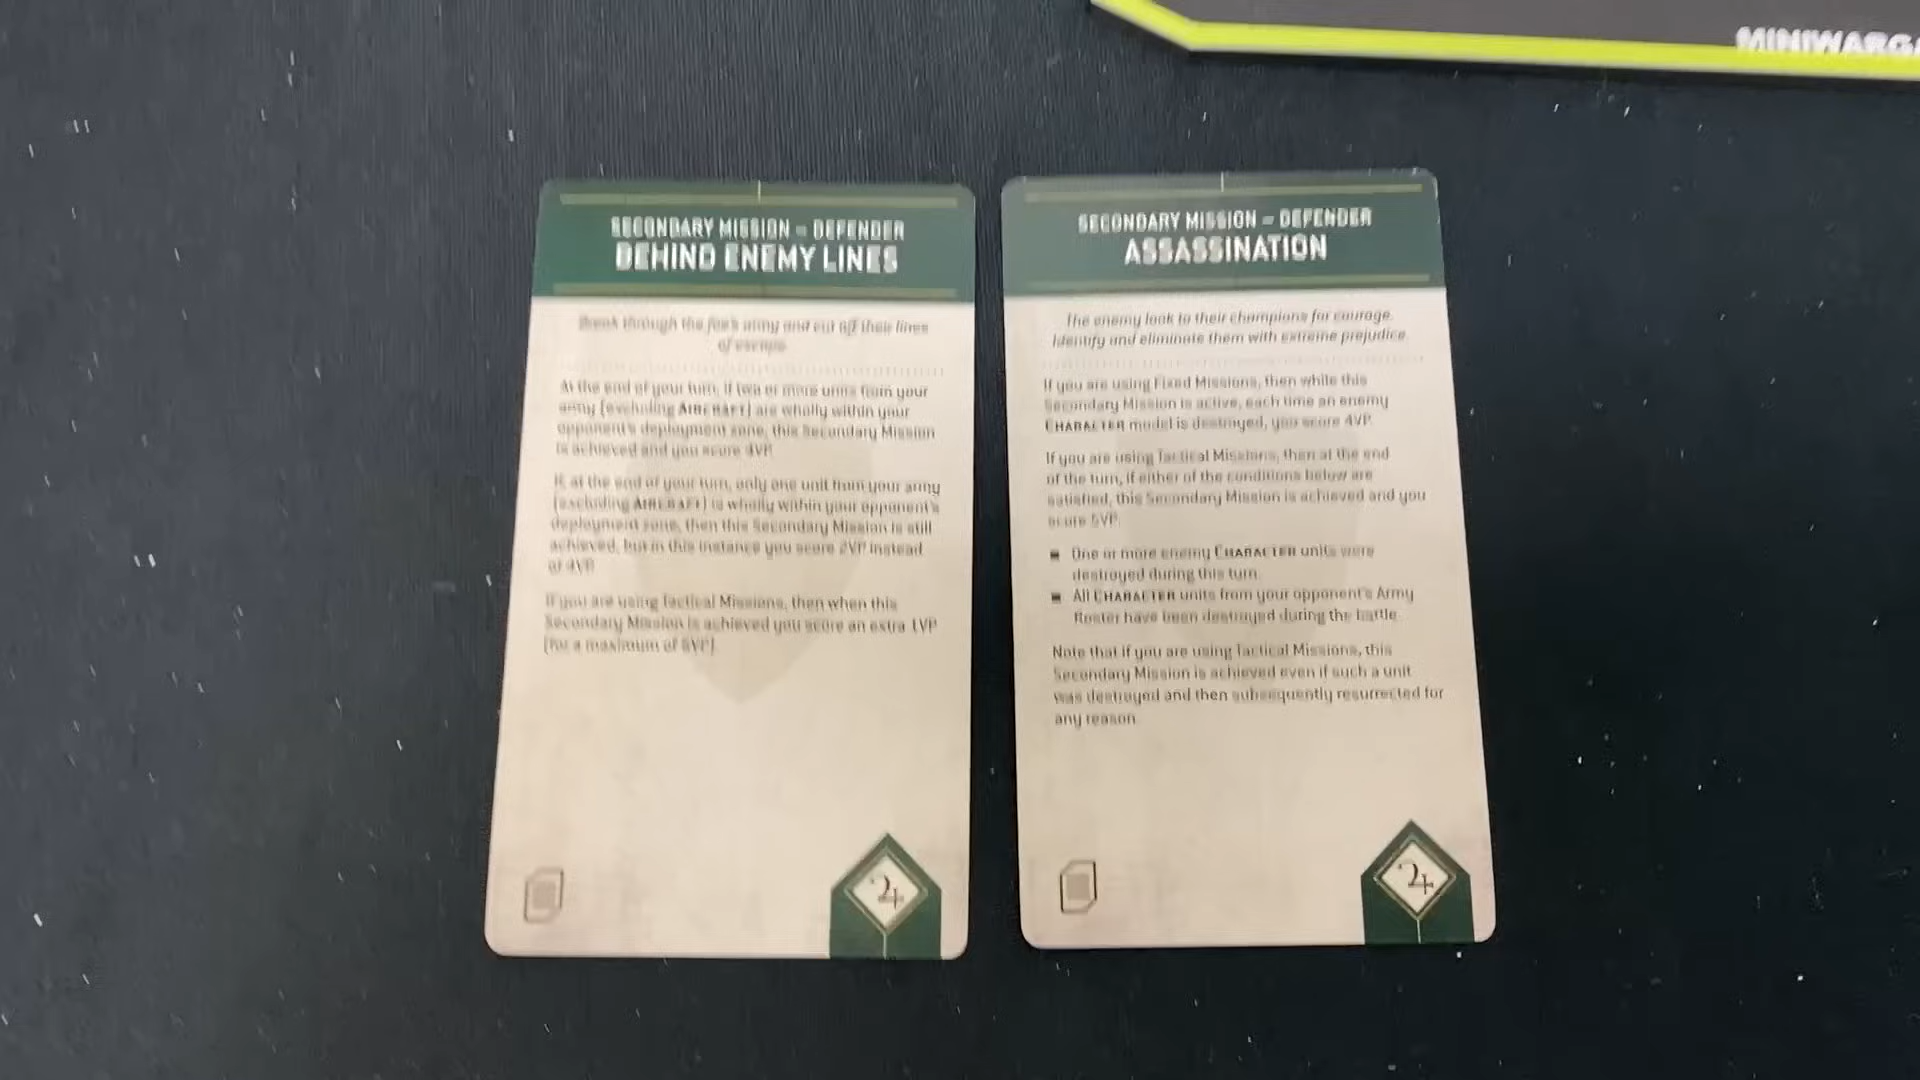 MINIWARGA
SECONDARY MISSION – DEFENDER
BEHIND ENEMY LINES
Break through the foe's army and cut off their lines
of escape.
At the end of your turn, if two or more units from your
army (excluding AIRCRAFT) are wholly within your
opponent's deployment zone, this Secondary Mission
is achieved and you score 4VP.
If, at the end of your turn, only one unit from your army
(excluding AIRCRAFT) is wholly within your opponent's
deployment zone, then this Secondary Mission is still
achieved, but in this instance you score 2VP instead
of 4VP.
If you are using Tactical Missions, then when this
Secondary Mission is achieved you score an extra 1VP
(for a maximum of 5VP).
SECONDARY MISSION – DEFENDER
ASSASSINATION
The enemy look to their champions for courage.
Identify and eliminate them with extreme prejudice.
If you are using Fixed Missions, then while this
Secondary Mission is active, each time an enemy
CHARACTER model is destroyed, you score 4VP.
If you are using Tactical Missions, then at the end
of the turn, if either of the conditions below are
satisfied, this Secondary Mission is achieved and you
score 5VP.
■ One or more enemy CHARACTER units were
destroyed during this turn.
■ All CHARACTER units from your opponent's Army
Roster have been destroyed during the battle.
Note that if you are using Tactical Missions, this
Secondary Mission is achieved even if such a unit
was destroyed and then subsequently resurrected for
any reason.